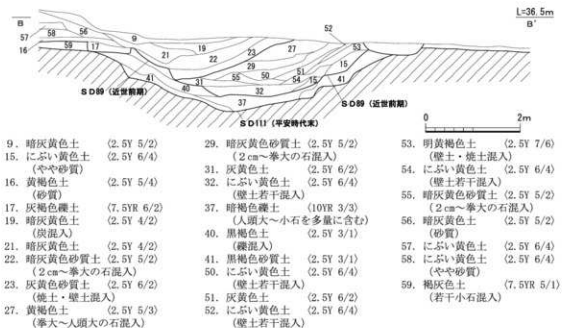 B
L=36.5m
B'
57 58 56 9 52
16 59 17 21 19 22 23 27 53
55 29 50 51 54 15 15
41 40 31 32 41
37
SD89 (近世前期)
SD89 (近世前期)
SD111 (平安時代末)
0 2m
9. 暗灰黄色土 (2.5Y 5/2)
15. にぶい黄色土 (2.5Y 6/4)
(やや砂質)
16. 黄褐色土 (2.5Y 5/4)
(砂質)
17. 灰褐色礫土 (7.5YR 6/2)
19. 暗灰黄色土 (2.5Y 4/2)
(炭混入)
21. 暗灰黄色土 (2.5Y 4/2)
22. 暗灰黄色砂質土 (2.5Y 5/2)
(2cm~拳大の石混入)
23. 灰黄色砂質土 (2.5Y 6/2)
(焼土・壁土混入)
27. 黄褐色土 (2.5Y 5/3)
(拳大~人頭大の石混入)
29. 暗灰黄色砂質土 (2.5Y 5/2)
(2cm~拳大の石混入)
31. 灰黄色土 (2.5Y 6/2)
32. にぶい黄色土 (2.5Y 6/4)
(壁土若干混入)
37. 暗褐色礫土 (10YR 3/3)
(人頭大~小石を多量に含む)
40. 黒褐色土 (2.5Y 3/1)
(礫混入)
41. 黒褐色砂質土 (2.5Y 3/1)
50. にぶい黄色土 (2.5Y 6/4)
(壁土若干混入)
51. 灰黄色土 (2.5Y 6/2)
52. にぶい黄色土 (2.5Y 6/4)
(壁土若干混入)
53. 明黄褐色土 (2.5Y 7/6)
(壁土・焼土混入)
54. にぶい黄色土 (2.5Y 6/4)
(壁土若干混入)
55. 暗灰黄色砂質土 (2.5Y 5/2)
(2cm~拳大の石混入)
56. 暗灰黄色土 (2.5Y 5/2)
(砂質)
57. にぶい黄色土 (2.5Y 6/4)
58. にぶい黄色土 (2.5Y 6/4)
(やや砂質)
59. 褐灰色土 (7.5YR 5/1)
(若干小石混入)